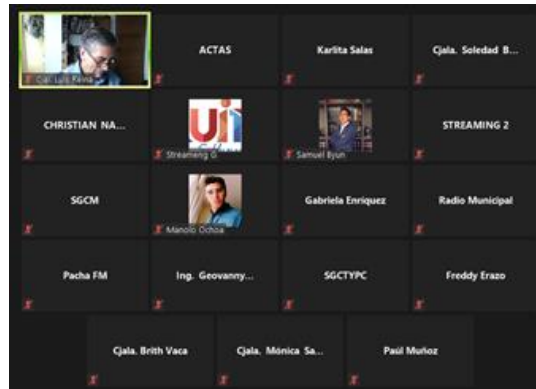 Cjal. Luis Reina
ACTAS
Karlita Salas
Cjala. Soledad B...
CHRISTIAN NA...
Streameng G
Samuel Byun
STREAMING 2
SGCM
Manolo Ochoa
Gabriela Enriquez
Radio Municipal
Pacha FM
Ing. Geovanny...
SGCTYPC
Freddy Erazo
Cjala. Brith Vaca
Cjala. Mónica Sa...
Paúl Muñoz